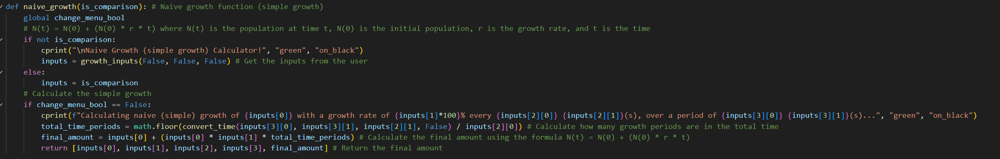 def naive_growth(is_comparison): # Naive growth function (simple growth)
    global change_menu_bool
    # N(t) = N(0) + (N(0) * r * t) where N(t) is the population at time t, N(0) is the initial population, r is the growth rate, and t is the time
    if not is_comparison:
        cprint("\nNaive Growth (simple growth) Calculator!", "green", "on_black")
        inputs = growth_inputs(False, False, False) # Get the inputs from the user
    else:
        inputs = is_comparison
    # Calculate the simple growth
    if change_menu_bool == False:
        cprint(f"Calculating naive (simple) growth of {inputs[0]} with a growth rate of {inputs[1]*100}% every {inputs[2][0]} {inputs[2][1]}(s), over a period of {inputs[3][0]} {inputs[3][1]}(s)...", "green", "on_black")
        total_time_periods = math.floor(convert_time(inputs[3][0], inputs[3][1], inputs[2][1], False) / inputs[2][0]) # Calculate how many growth periods are in the total time
        final_amount = inputs[0] + (inputs[0] * inputs[1] * total_time_periods) # Calculate the final amount using the formula N(t) = N(0) + (N(0) * r * t)
        return [inputs[0], inputs[1], inputs[2], inputs[3], final_amount] # Return the final amount